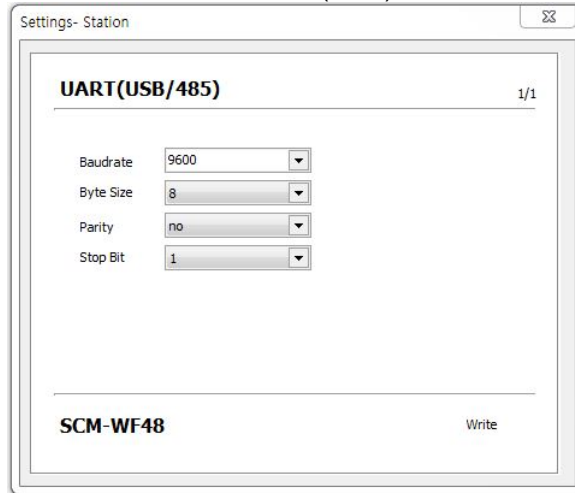 Settings- Station
UART(USB/485)
1/1
Baudrate 9600
Byte Size 8
Parity no
Stop Bit 1
SCM-WF48
Write